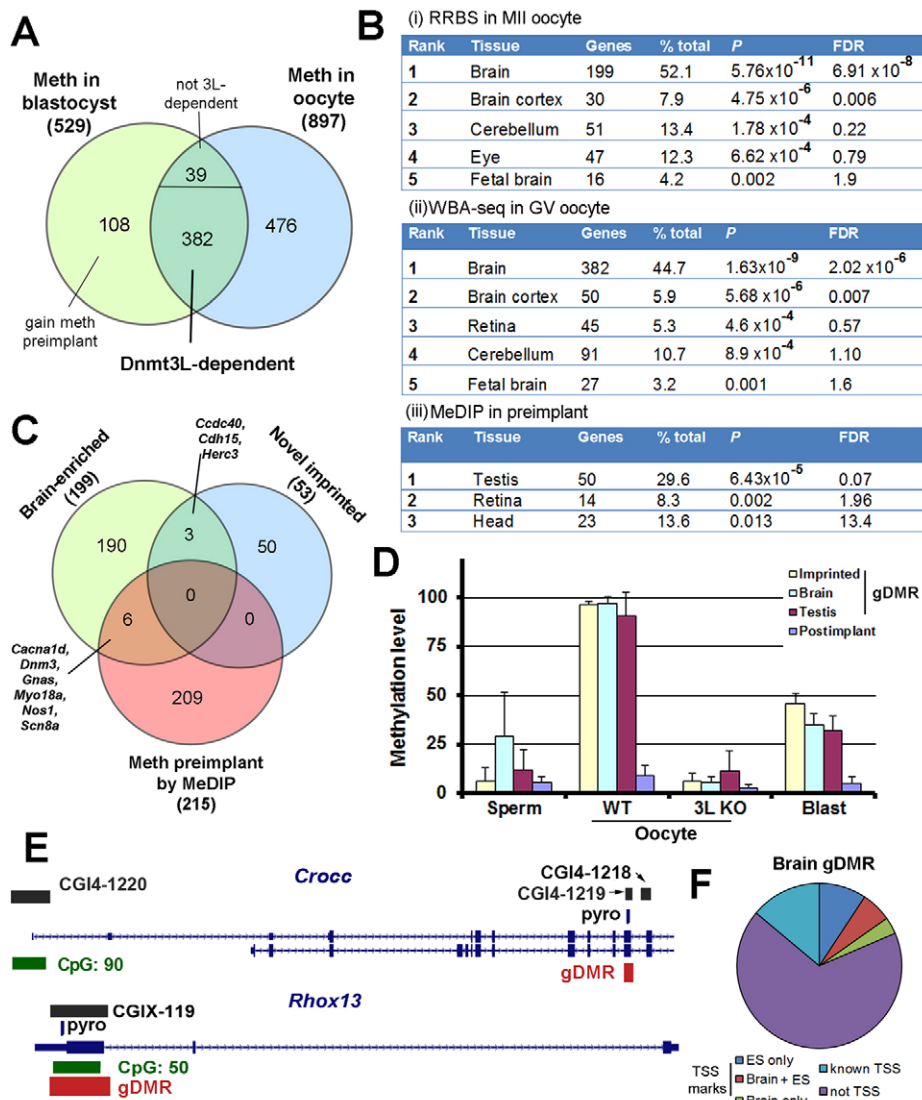 A
Meth in
blastocyst
(529)
not 3L-
dependent
Meth in
oocyte
(897)
39
108
382
476
gain meth
preimplant
Dnmt3L-dependent
B
(i) RRBS in MII oocyte
Rank Tissue Genes % total P FDR
1 Brain 199 52.1 5.76x10^-11 6.91 x10^-8
2 Brain cortex 30 7.9 4.75 x10^-6 0.006
3 Cerebellum 51 13.4 1.78 x10^-4 0.22
4 Eye 47 12.3 6.62 x10^-4 0.79
5 Fetal brain 16 4.2 0.002 1.9
(ii)WBA-seq in GV oocyte
Rank Tissue Genes % total P FDR
1 Brain 382 44.7 1.63x10^-9 2.02 x10^-6
2 Brain cortex 50 5.9 5.68 x10^-6 0.007
3 Retina 45 5.3 4.6 x10^-4 0.57
4 Cerebellum 91 10.7 8.9 x10^-4 1.10
5 Fetal brain 27 3.2 0.001 1.6
(iii)MeDIP in preimplant
Rank Tissue Genes % total P FDR
1 Testis 50 29.6 6.43x10^-5 0.07
2 Retina 14 8.3 0.002 1.96
3 Head 23 13.6 0.013 13.4
C
Brain-enriched
(199)
Ccdc40,
Cdh15,
Herc3
Novel imprinted
(53)
190
3
50
0
6
0
209
Cacna1d,
Dnm3,
Gnas,
Myo18a,
Nos1,
Scn8a
Meth preimplant
by MeDIP
(215)
D
Methylation level
100
75
50
25
0
Imprinted
Brain
Testis
Postimplant
gDMR
Sperm WT 3L KO Blast
Oocyte
E
CGI4-1220
Crocc
CGI4-1218
CGI4-1219
pyro
CpG: 90
gDMR
Rhox13
CGIX-119
pyro
CpG: 50
gDMR
F
Brain gDMR
TSS
marks
ES only
Brain + ES
Brain only
known TSS
not TSS